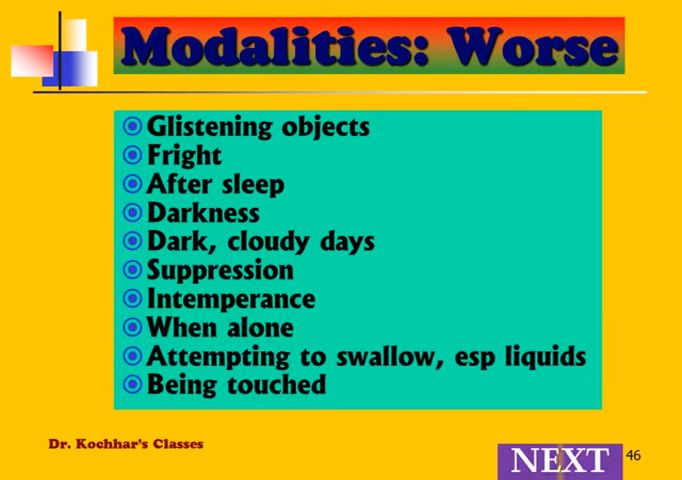 Modalities: Worse
Glistening objects
Fright
After sleep
Darkness
Dark, cloudy days
Suppression
Intemperance
When alone
Attempting to swallow, esp liquids
Being touched
Dr. Kochhar's Classes
NEXT
46